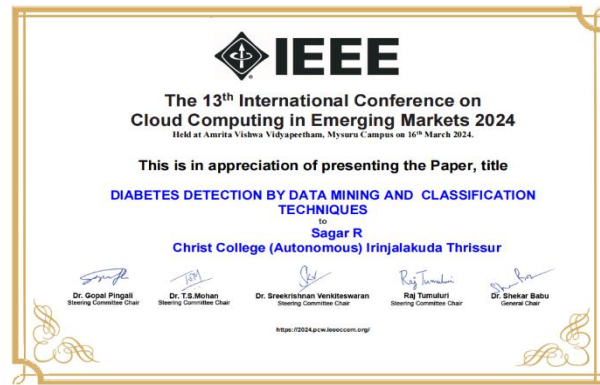 IEEE
The 13th International Conference on
Cloud Computing in Emerging Markets 2024
Held at Amrita Vishwa Vidyapeetham, Mysuru Campus on 16th March 2024.
This is in appreciation of presenting the Paper, title
DIABETES DETECTION BY DATA MINING AND CLASSIFICATION
TECHNIQUES
to
Sagar R
Christ College (Autonomous) Irinjalakuda Thrissur
Raj Tumuluri
Dr. Gopal Pingali
Steering Committee Chair
Dr. T.S.Mohan
Steering Committee Chair
Dr. Sreekrishnan Venkiteswaran
Steering Committee Chair
Raj Tumuluri
Steering Committee Chair
Dr. Shekar Babu
General Chair
https://2024.pcw.ieeeccem.org/